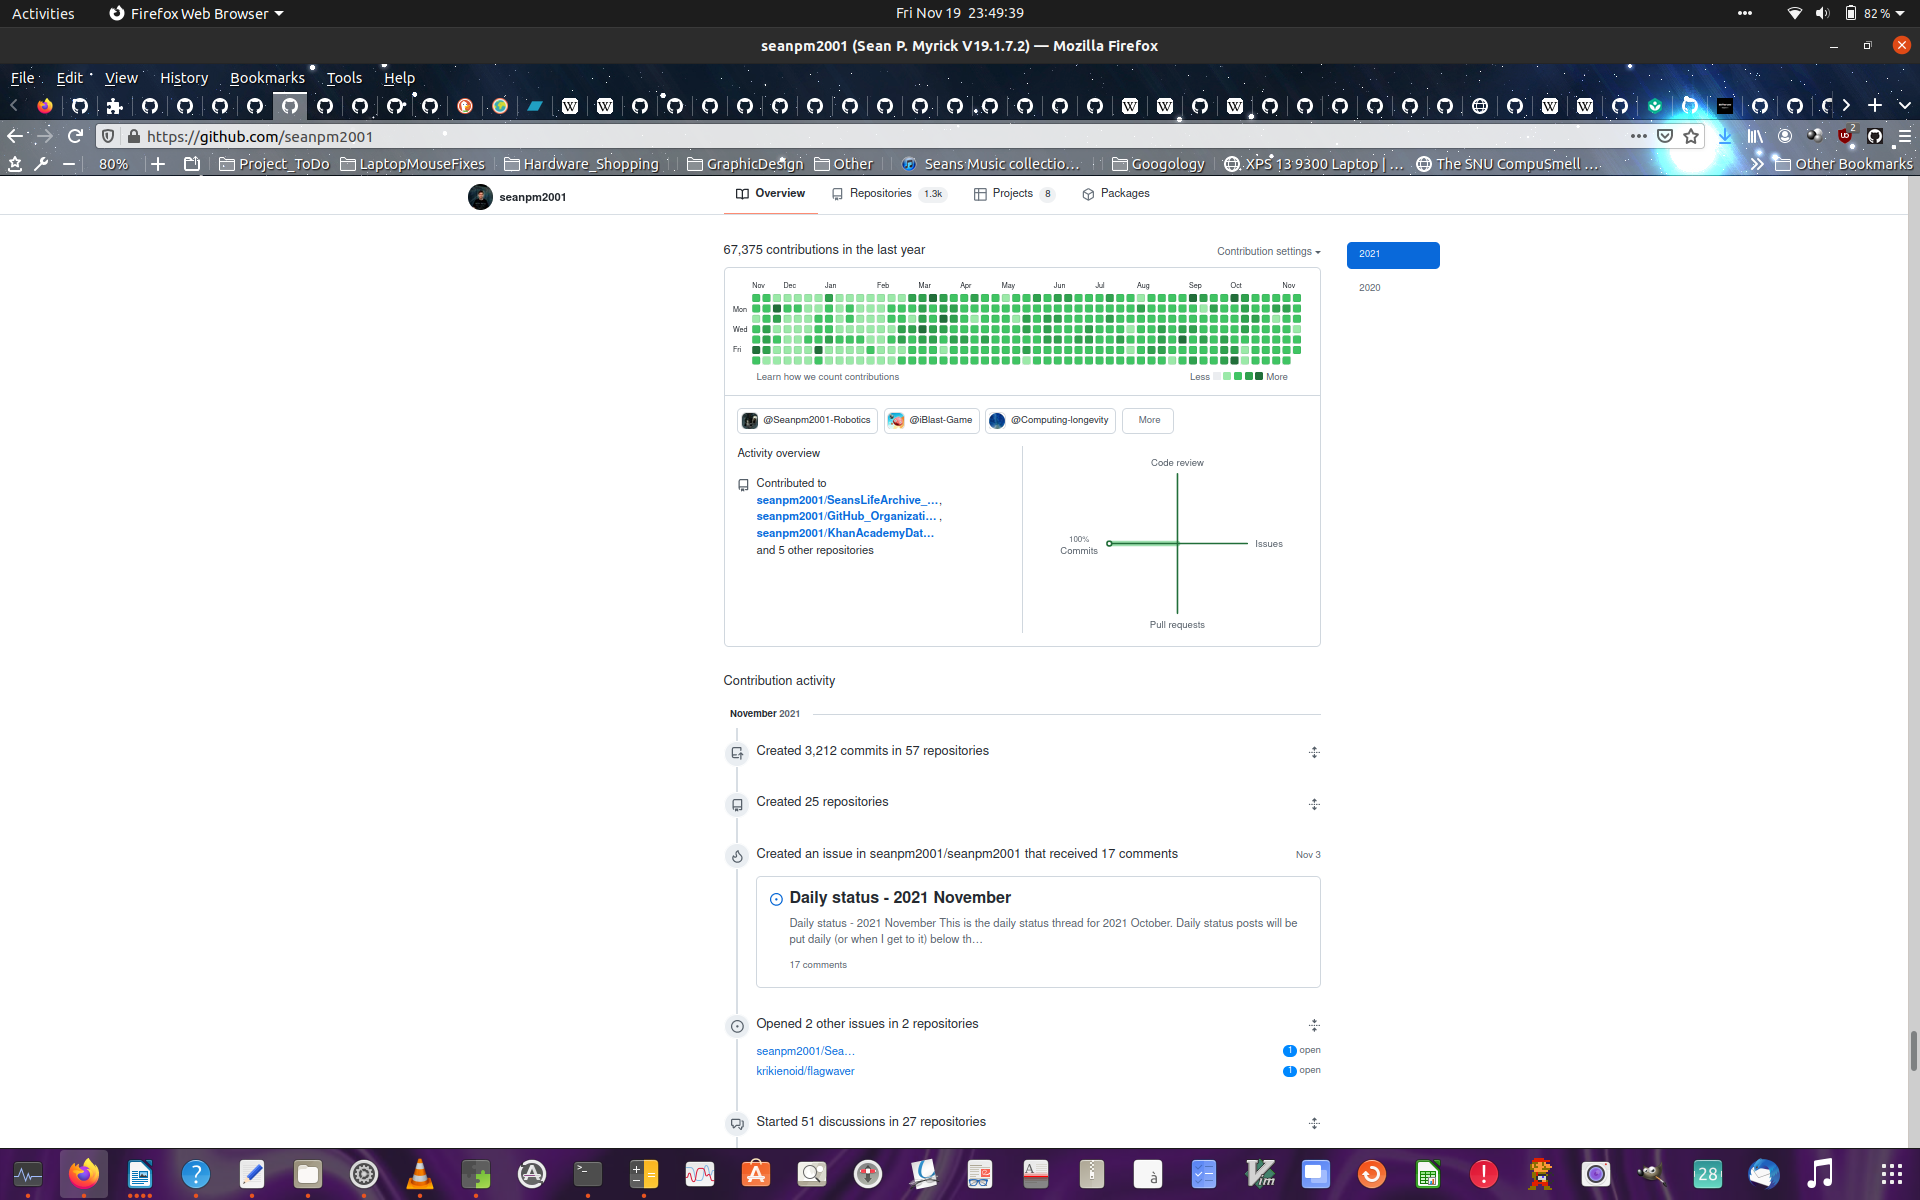 Activities
Firefox Web Browser
Fri Nov 19 23:49:39
82 %
seanpm2001 (Sean P. Myrick V19.1.7.2) — Mozilla Firefox
File Edit View History Bookmarks Tools Help
https://github.com/seanpm2001
2
80% Project_ToDo LaptopMouseFixes Hardware_Shopping GraphicDesign Other Seans Music collectio… Googology XPS 13 9300 Laptop | … The SNU CompuSmell … Other Bookmarks
seanpm2001 Overview Repositories 1.3k Projects 8 Packages
67,375 contributions in the last year
Contribution settings
2021
2020
Nov Dec Jan Feb Mar Apr May Jun Jul Aug Sep Oct Nov
Mon
Wed
Fri
Learn how we count contributions
Less More
@Seanpm2001-Robotics @iBlast-Game @Computing-longevity More
Activity overview
Contributed to
seanpm2001/SeansLifeArchive_…,
seanpm2001/GitHub_Organizati… ,
seanpm2001/KhanAcademyDat…
and 5 other repositories
Code review
100%
Commits
Issues
Pull requests
Contribution activity
November 2021
Created 3,212 commits in 57 repositories
Created 25 repositories
Created an issue in seanpm2001/seanpm2001 that received 17 comments
Nov 3
Daily status - 2021 November
Daily status - 2021 November This is the daily status thread for 2021 October. Daily status posts will be
put daily (or when I get to it) below th…
17 comments
Opened 2 other issues in 2 repositories
seanpm2001/Sea…
1 open
krikienoid/flagwaver
1 open
Started 51 discussions in 27 repositories
28